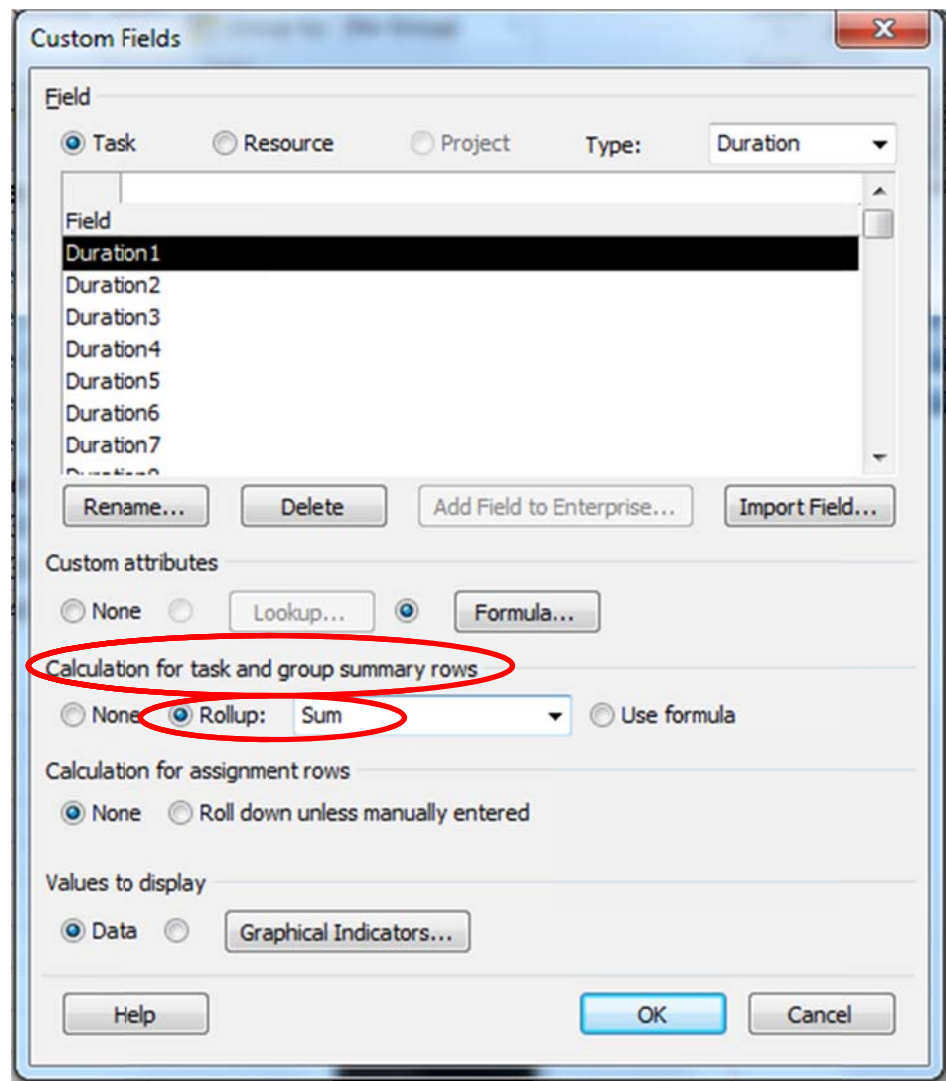 Custom Fields
Field
Task Resource Project Type: Duration
Field
Duration1
Duration2
Duration3
Duration4
Duration5
Duration6
Duration7
Rename... Delete Add Field to Enterprise... Import Field...
Custom attributes
None Lookup... Formula...
Calculation for task and group summary rows
None Rollup: Sum Use formula
Calculation for assignment rows
None Roll down unless manually entered
Values to display
Data Graphical Indicators...
Help OK Cancel